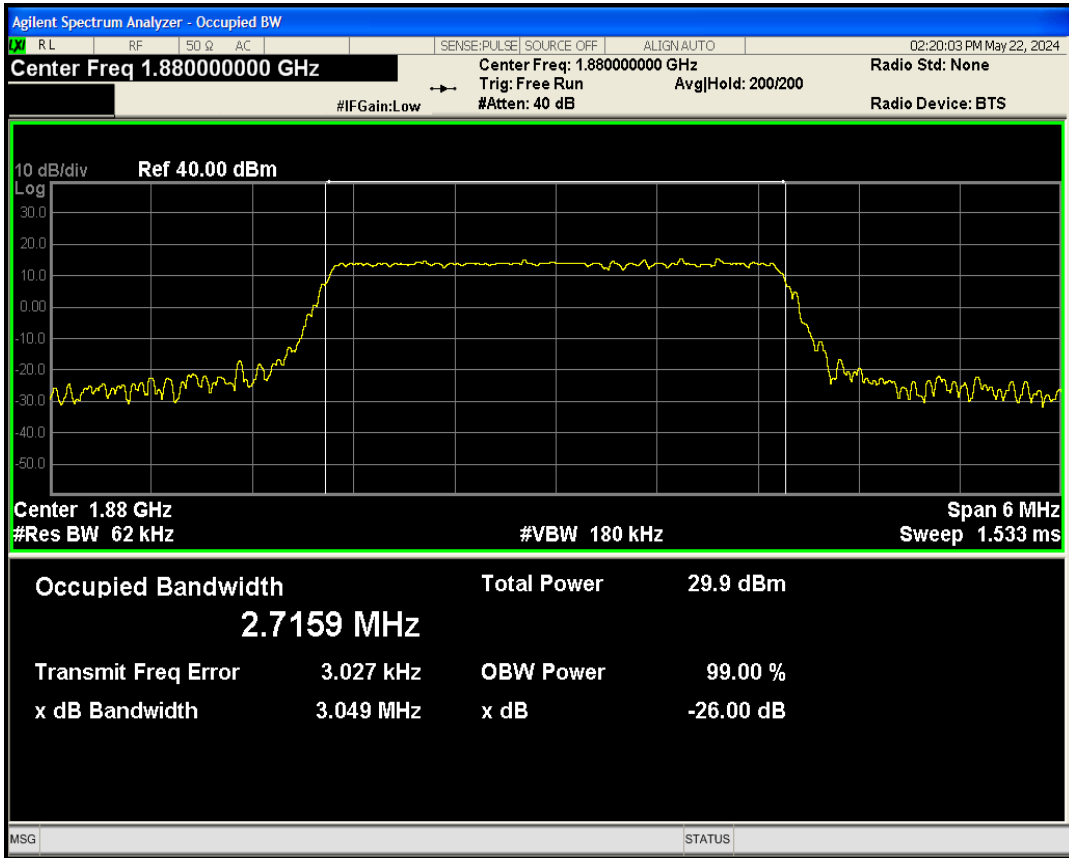 Agilent Spectrum Analyzer - Occupied BW
LXI RL RF 50 Ω AC SENSE:PULSE SOURCE OFF ALIGN AUTO 02:20:03 PM May 22, 2024
Center Freq 1.880000000 GHz Center Freq: 1.880000000 GHz Radio Std: None
Trig: Free Run Avg|Hold: 200/200
#IFGain:Low #Atten: 40 dB Radio Device: BTS
10 dB/div Ref 40.00 dBm
Log
30.0
20.0
10.0
0.00
-10.0
-20.0
-30.0
-40.0
-50.0
Center 1.88 GHz Span 6 MHz
#Res BW 62 kHz #VBW 180 kHz Sweep 1.533 ms
Occupied Bandwidth Total Power 29.9 dBm
2.7159 MHz
Transmit Freq Error 3.027 kHz OBW Power 99.00 %
x dB Bandwidth 3.049 MHz x dB -26.00 dB
MSG STATUS